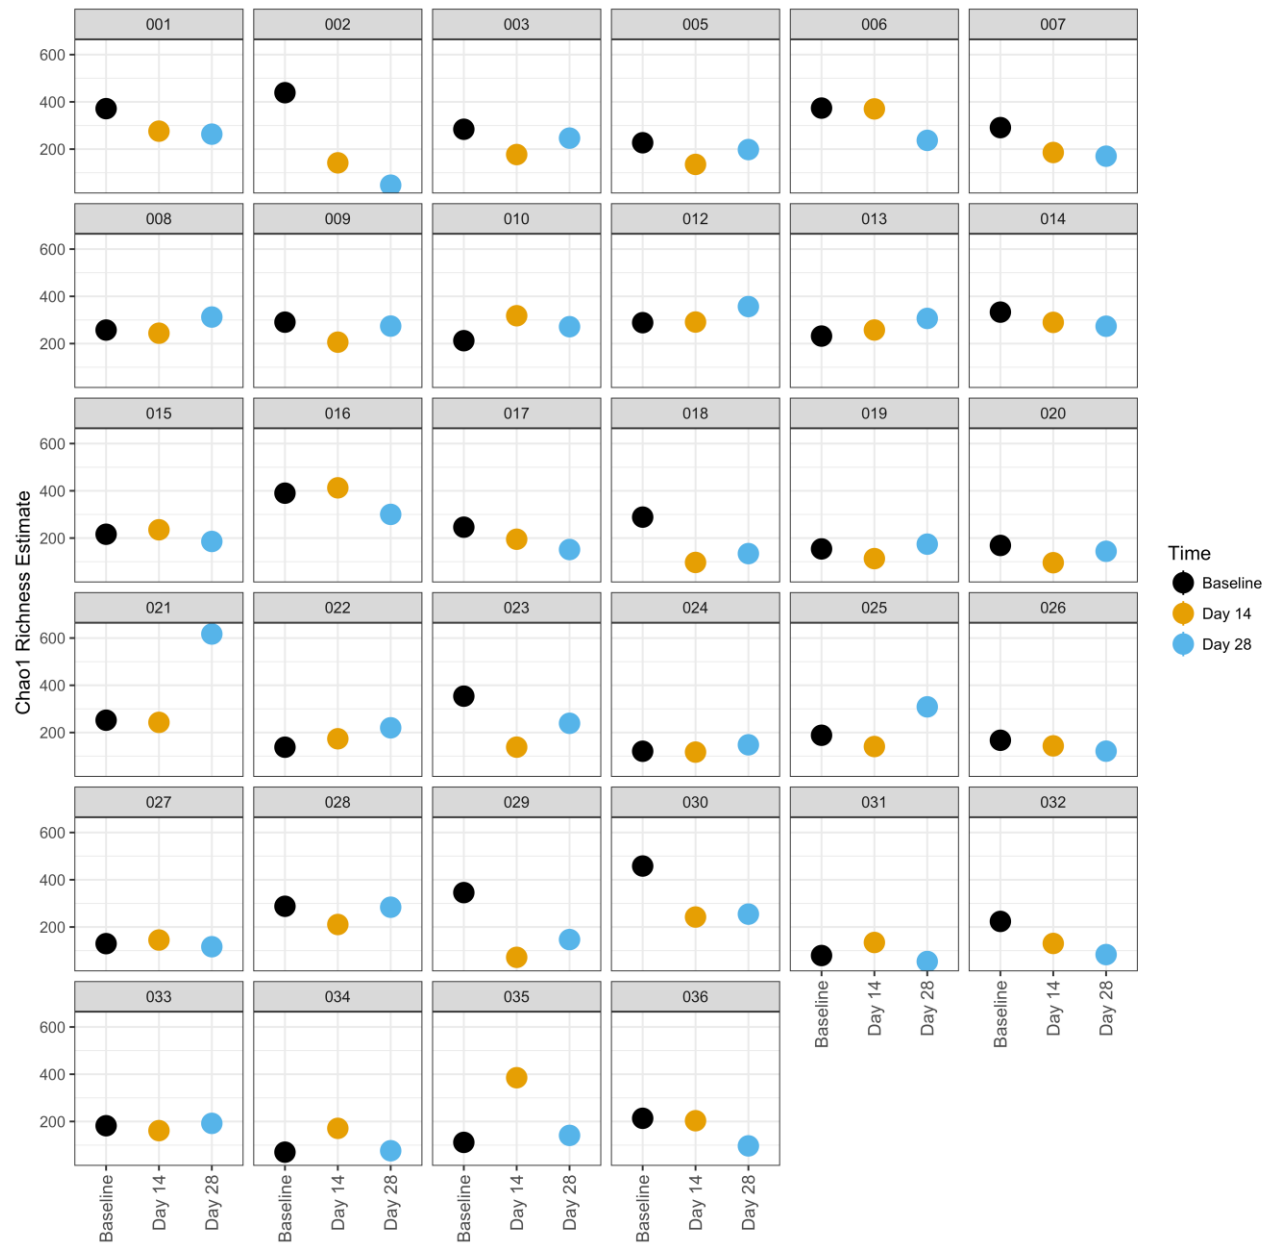 001 002 003 005 006 007
600
400
200
008 009 010 012 013 014
600
400
200
015 016 017 018 019 020
600
400
200
021 022 023 024 025 026
600
400
200
027 028 029 030 031 032
600
400
200
Baseline Day 14 Day 28 Baseline Day 14 Day 28
033 034 035 036
600
400
200
Baseline Day 14 Day 28 Baseline Day 14 Day 28 Baseline Day 14 Day 28 Baseline Day 14 Day 28
Chao1 Richness Estimate
Time
Baseline
Day 14
Day 28